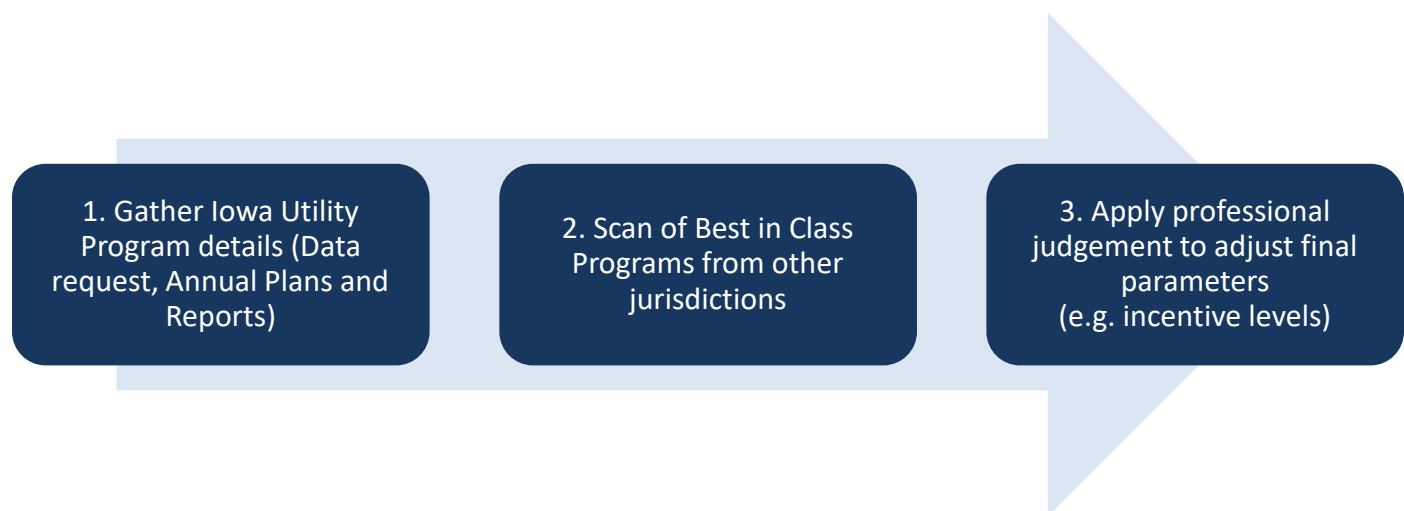 1. Gather Iowa Utility
Program details (Data
request, Annual Plans and
Reports)
2. Scan of Best in Class
Programs from other
jurisdictions
3. Apply professional
judgement to adjust final
parameters
(e.g. incentive levels)